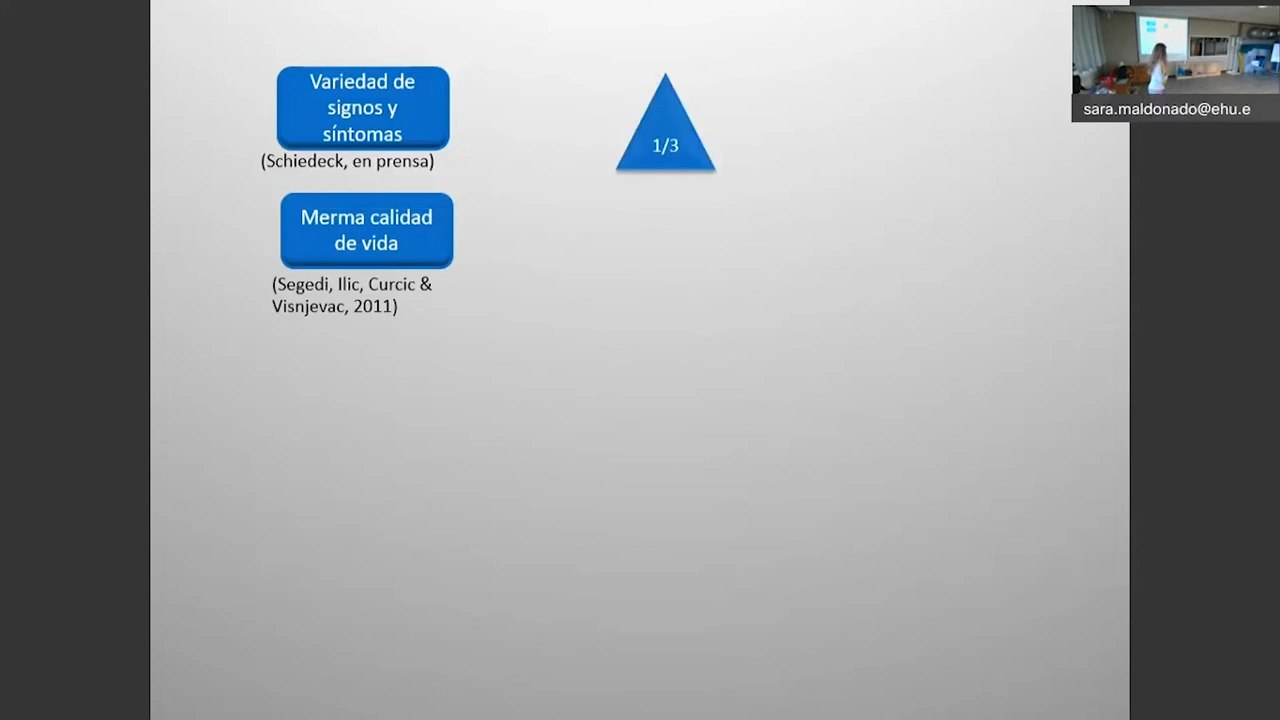 Variedad de
signos y
síntomas
(Schiedeck, en prensa)
1/3
Merma calidad
de vida
(Segedi, Ilic, Curcic &
Visnjevac, 2011)
sara.maldonado@ehu.e